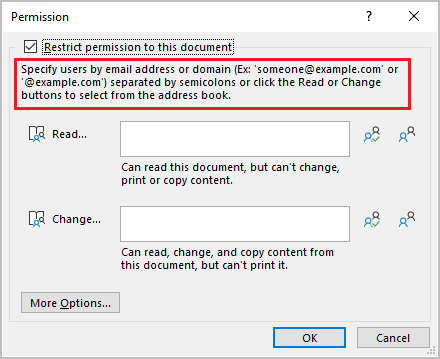 Permission
Restrict permission to this document
Specify users by email address or domain (Ex: 'someone@example.com' or
'@example.com') separated by semicolons or click the Read or Change
buttons to select from the address book.
Read...
Can read this document, but can't change,
print or copy content.
Change...
Can read, change, and copy content from
this document, but can't print it.
More Options...
OK
Cancel